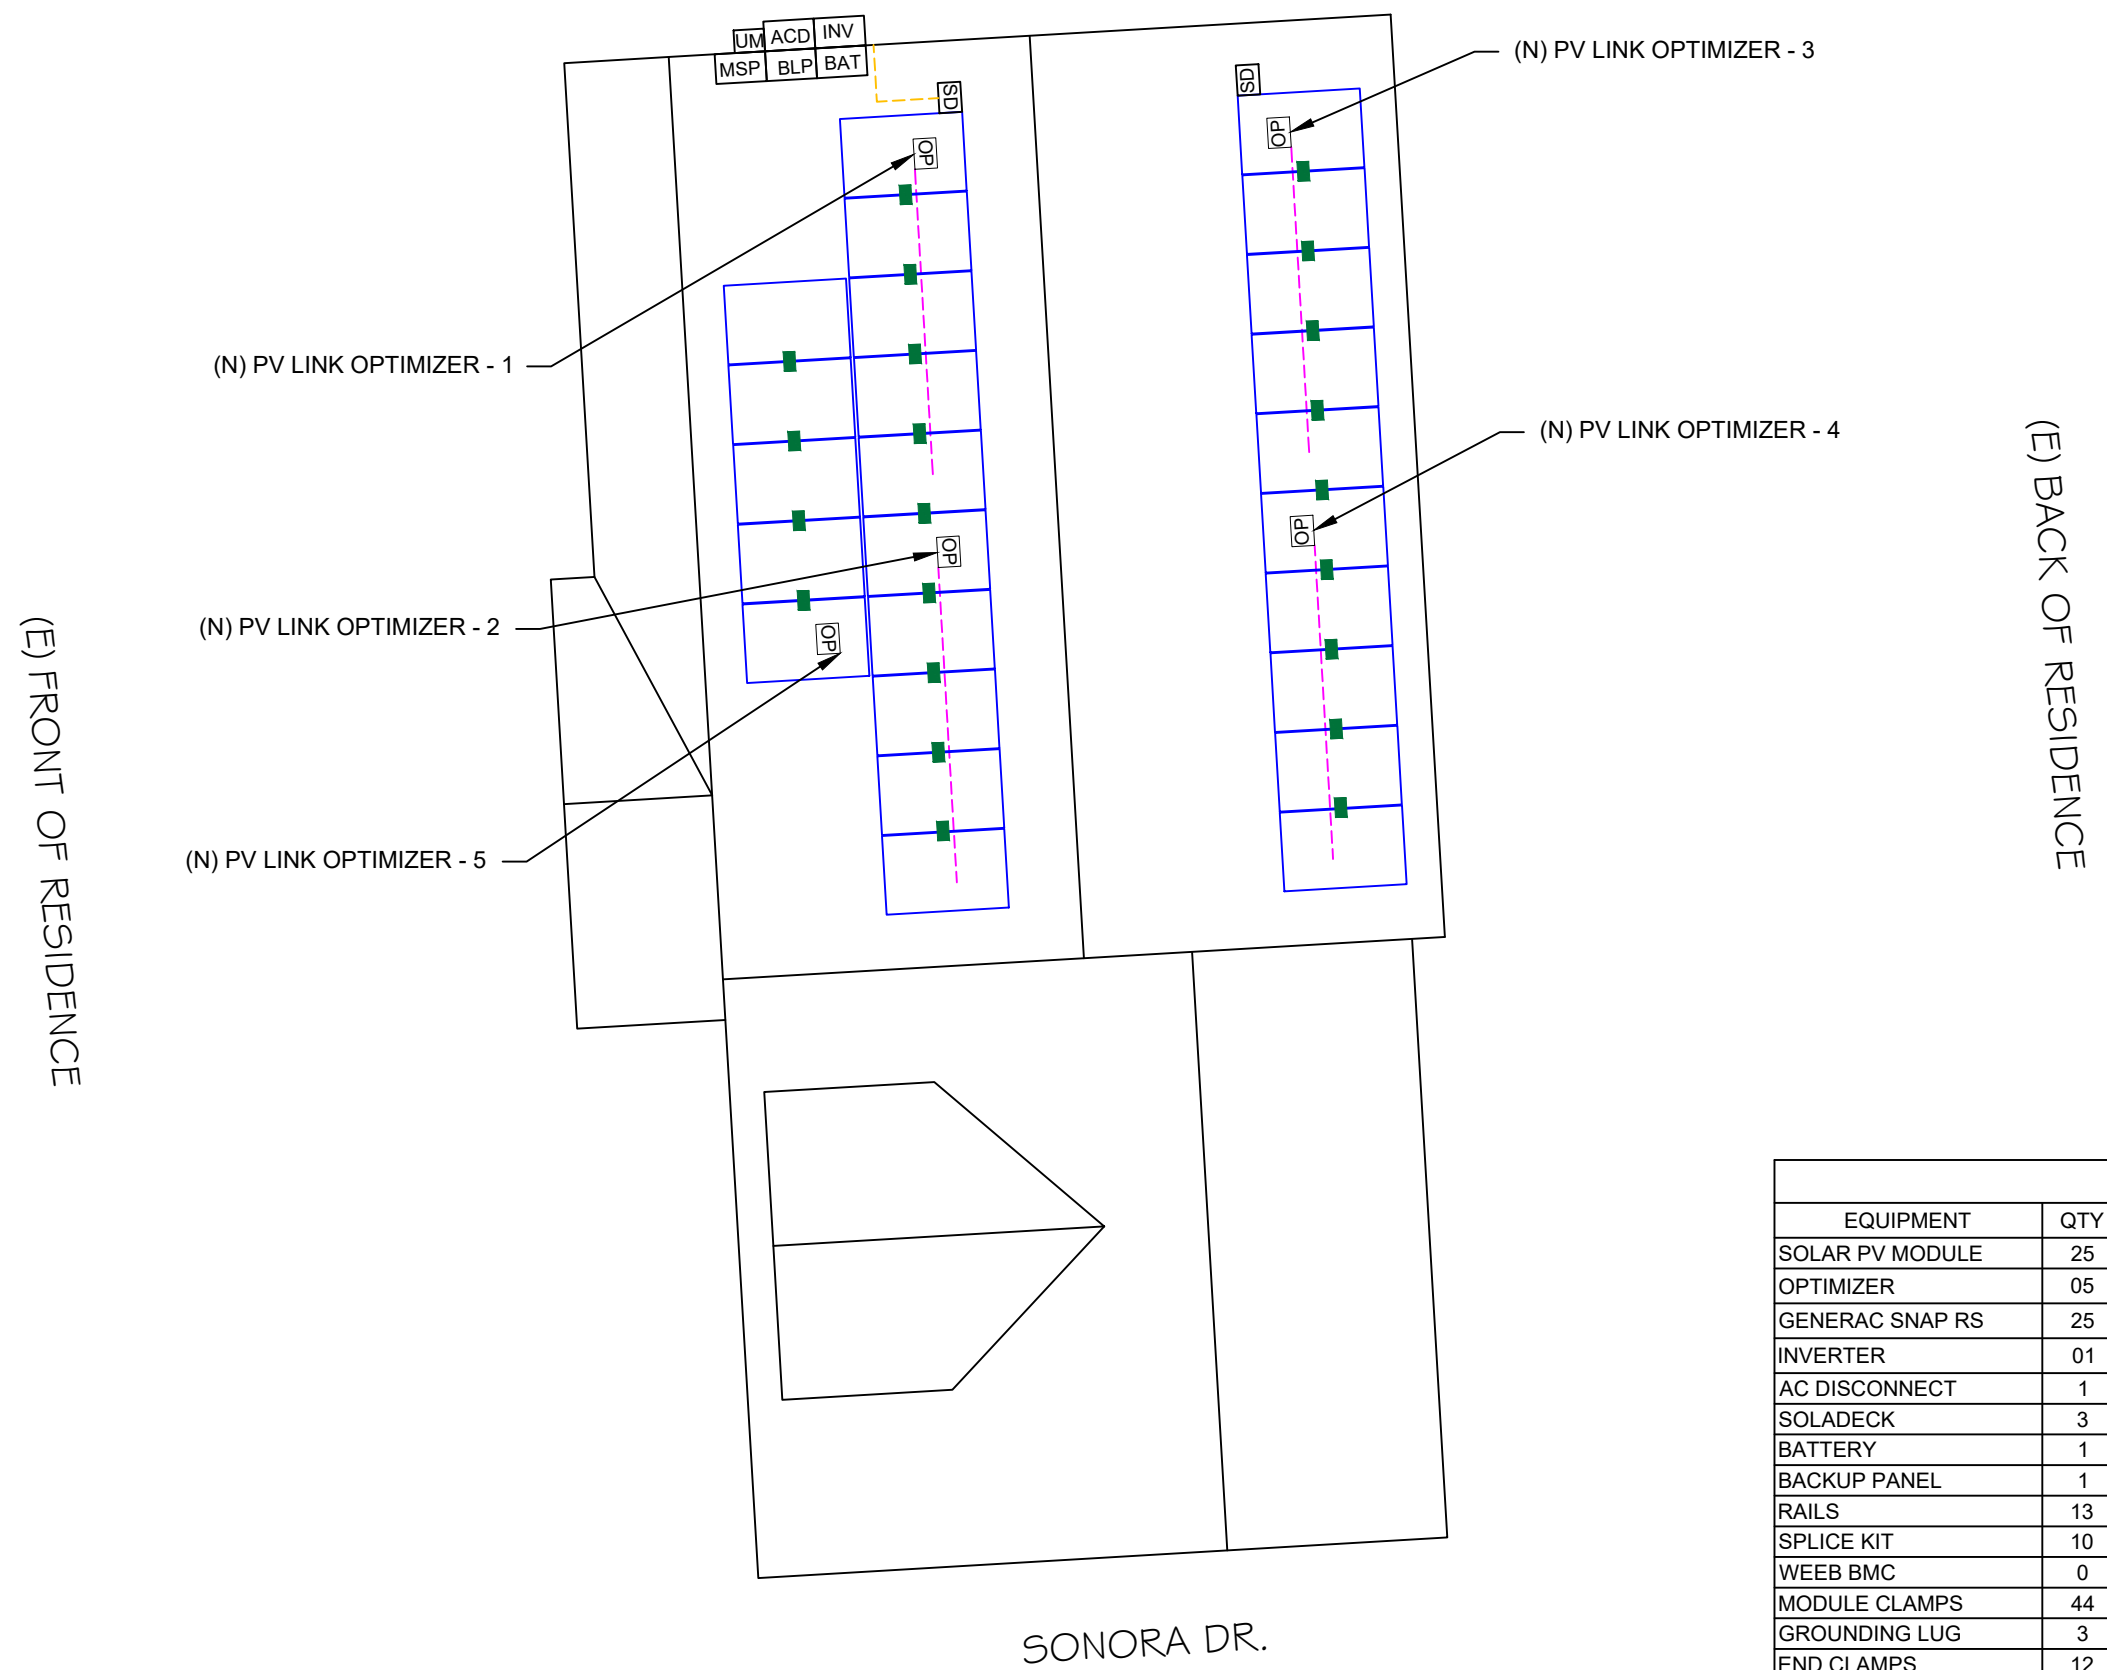 UM ACD INV
MSP BLP BAT
SD
SD
(N) PV LINK OPTIMIZER - 3
OP
OP
(N) PV LINK OPTIMIZER - 1
(N) PV LINK OPTIMIZER - 4
OP
OP
(N) PV LINK OPTIMIZER - 2
OP
(N) PV LINK OPTIMIZER - 5
(E) FRONT OF RESIDENCE
(E) BACK OF RESIDENCE
EQUIPMENT QTY
SOLAR PV MODULE 25
OPTIMIZER 05
GENERAC SNAP RS 25
INVERTER 01
AC DISCONNECT 1
SOLADECK 3
BATTERY 1
BACKUP PANEL 1
RAILS 13
SPLICE KIT 10
WEEB BMC 0
MODULE CLAMPS 44
GROUNDING LUG 3
END CLAMPS 12
SONORA DR.